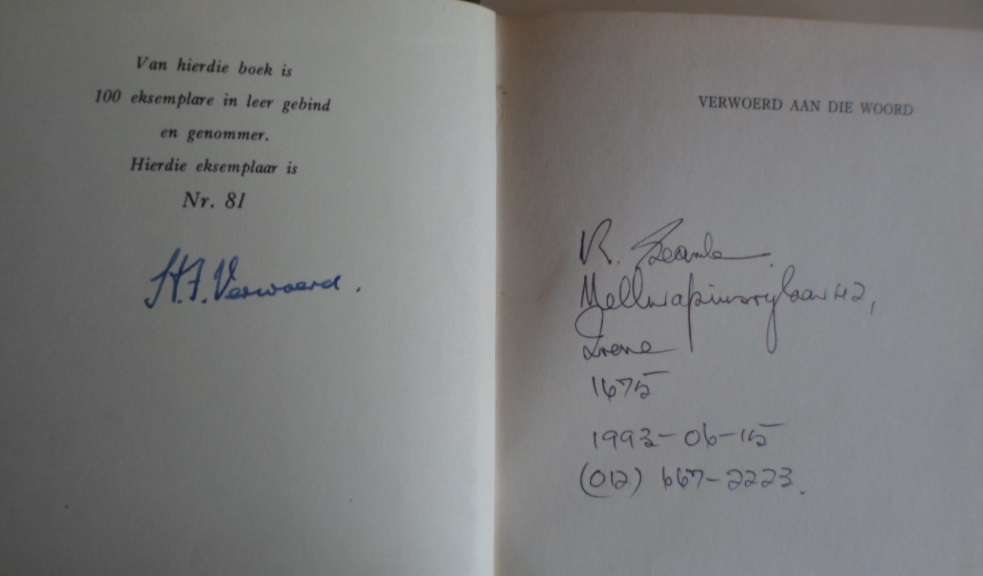 Van hierdie boek is
100 eksemplare in leer gebind
en genommer.
Hierdie eksemplaar is
Nr. 81
H.F. Verwoerd.
VERWOERD AAN DIE WOORD
R.
42,
Irene
1675
1993-06-15
(012) 667-2223.